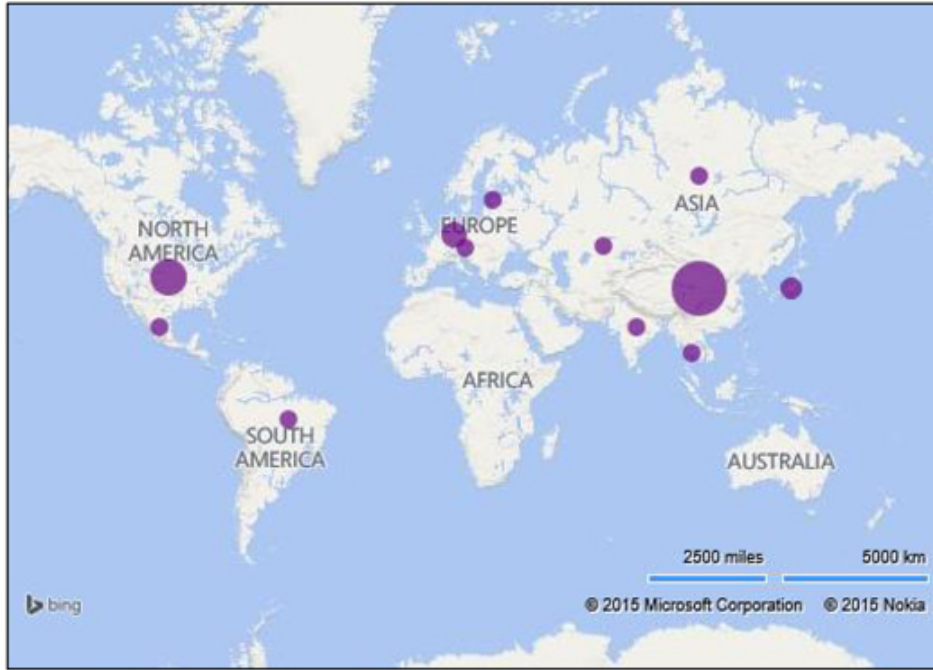 NORTH
AMERICA
EUROPE
ASIA
AFRICA
SOUTH
AMERICA
AUSTRALIA
2500 miles 5000 km
bing © 2015 Microsoft Corporation © 2015 Nokia